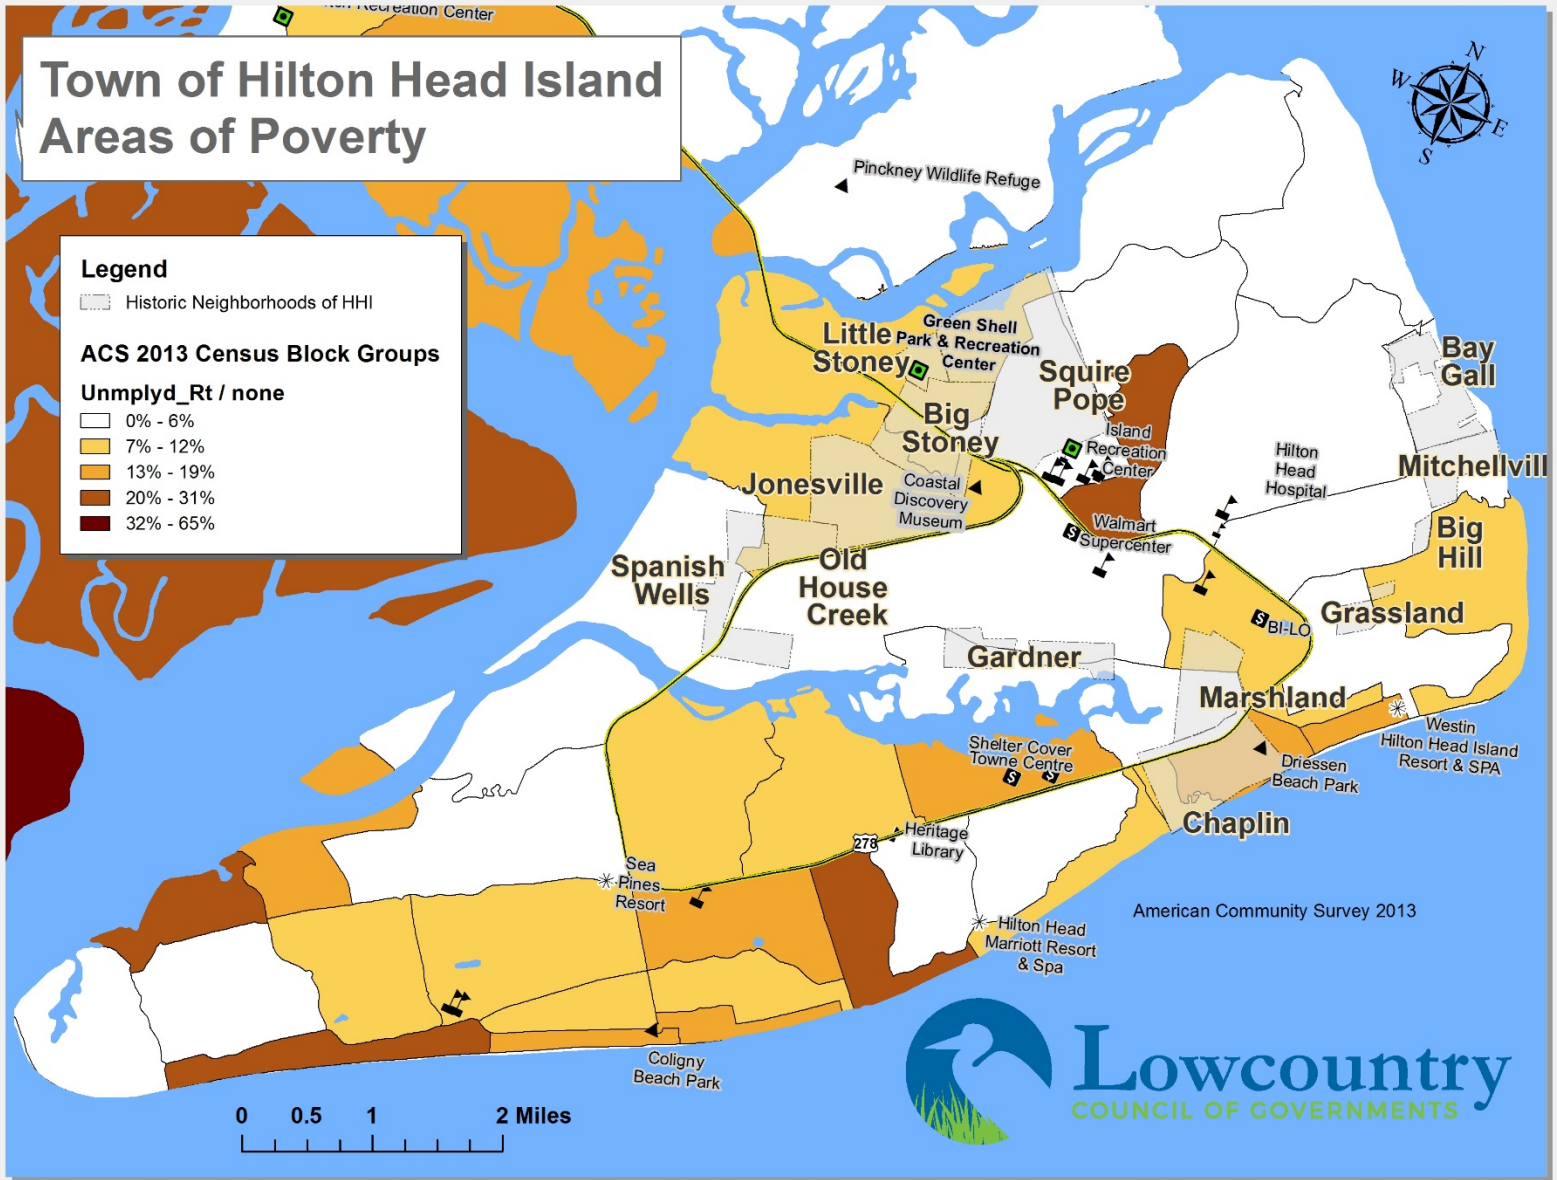 Recreation Center
Town of Hilton Head Island
Areas of Poverty
N
W
E
S
Pinckney Wildlife Refuge
Legend
Historic Neighborhoods of HHI
ACS 2013 Census Block Groups
Unmplyd_Rt / none
0% - 6%
7% - 12%
13% - 19%
20% - 31%
32% - 65%
Little
Stoney
Green Shell
Park & Recreation
Center
Squire
Pope
Bay
Gall
Big
Stoney
Island
Recreation
Center
Hilton
Head
Hospital
Mitchellvill
Jonesville
Coastal
Discovery
Museum
Walmart
Supercenter
Big
Hill
Spanish
Wells
Old
House
Creek
Grassland
BI-LO
Gardner
Marshland
Westin
Hilton Head Island
Resort & SPA
Shelter Cover
Towne Centre
Driessen
Beach Park
Chaplin
278
Heritage
Library
Sea
Pines
Resort
American Community Survey 2013
Hilton Head
Marriott Resort
& Spa
Coligny
Beach Park
Lowcountry
COUNCIL OF GOVERNMENTS
0 0.5 1 2 Miles